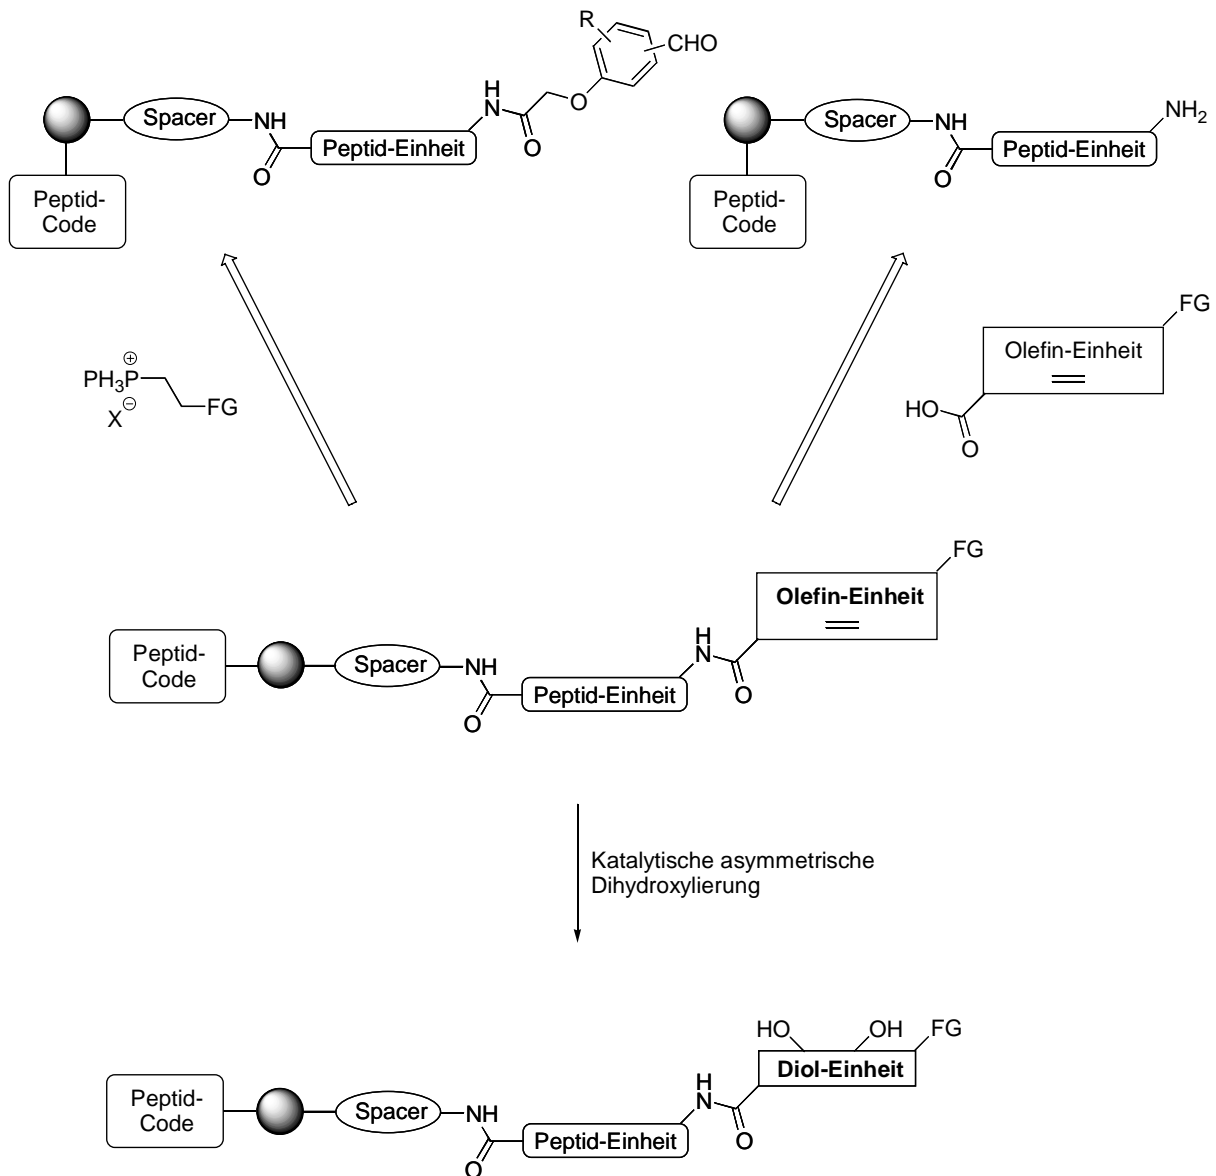 R
CHO
H
N
O
O
Spacer
NH
Peptid-Einheit
O
Peptid-
Code
NH₂
Spacer
NH
Peptid-Einheit
O
Peptid-
Code
⊕
PH₃P
FG
X⊖
FG
Olefin-Einheit
HO
O
FG
Olefin-Einheit
H
N
O
Peptid-
Code
Spacer
NH
Peptid-Einheit
O
Katalytische asymmetrische
Dihydroxylierung
HO OH FG
Diol-Einheit
H
N
O
Peptid-
Code
Spacer
NH
Peptid-Einheit
O